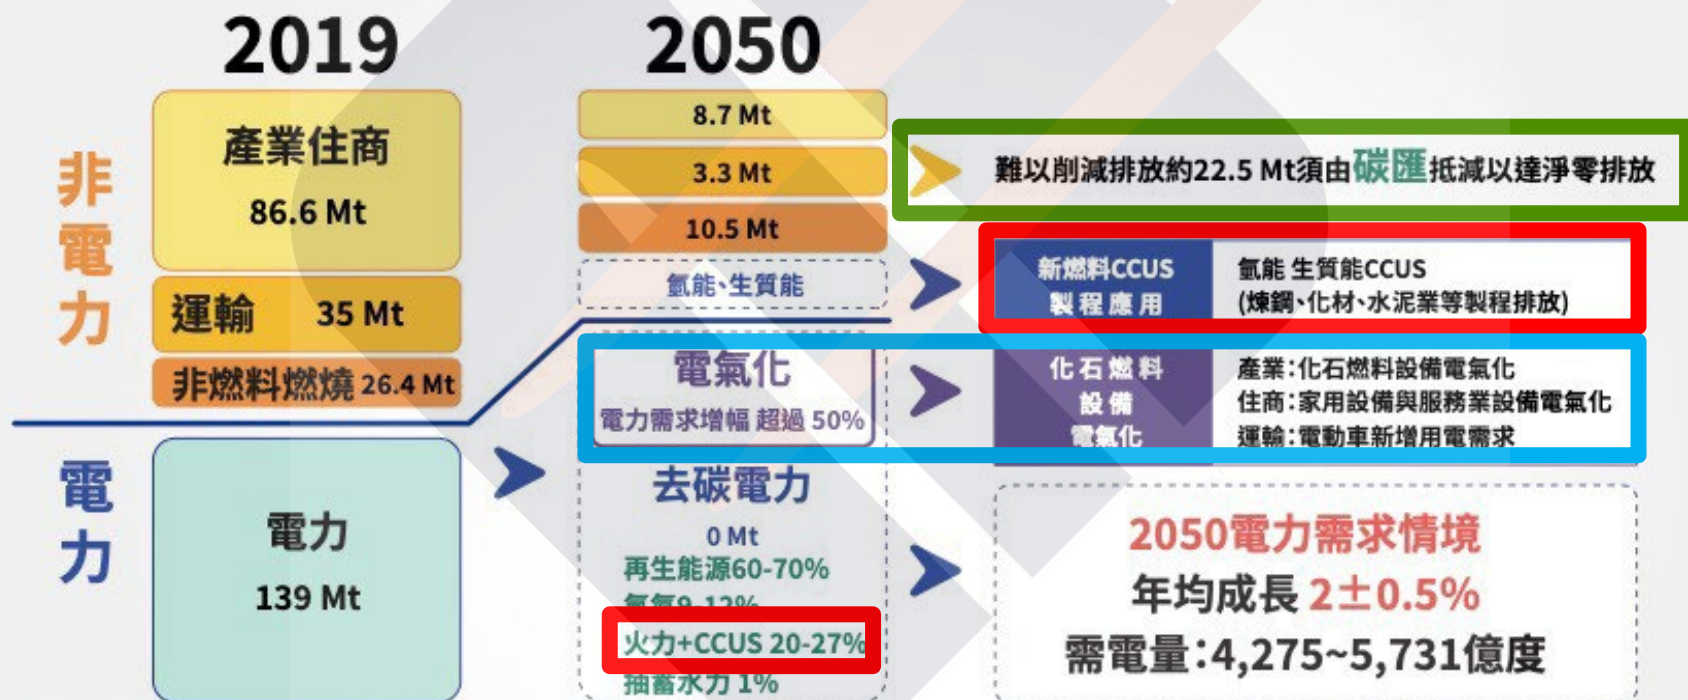 2019
2050
非電力
產業住商
86.6 Mt
運輸 35 Mt
非燃料燃燒 26.4 Mt
電力
電力
139 Mt
8.7 Mt
3.3 Mt
10.5 Mt
氫能、生質能
電氣化
電力需求增幅 超過 50%
去碳電力
0 Mt
再生能源60-70%
氫氣9-12%
火力+CCUS 20-27%
抽蓄水力 1%
難以削減排放約22.5 Mt須由碳匯抵減以達淨零排放
新燃料CCUS
製程應用
氫能 生質能CCUS
(煉鋼、化材、水泥業等製程排放)
化石燃料
設備
電氣化
產業:化石燃料設備電氣化
住商:家用設備與服務業設備電氣化
運輸:電動車新增用電需求
2050電力需求情境
年均成長 2±0.5%
需電量:4,275~5,731億度